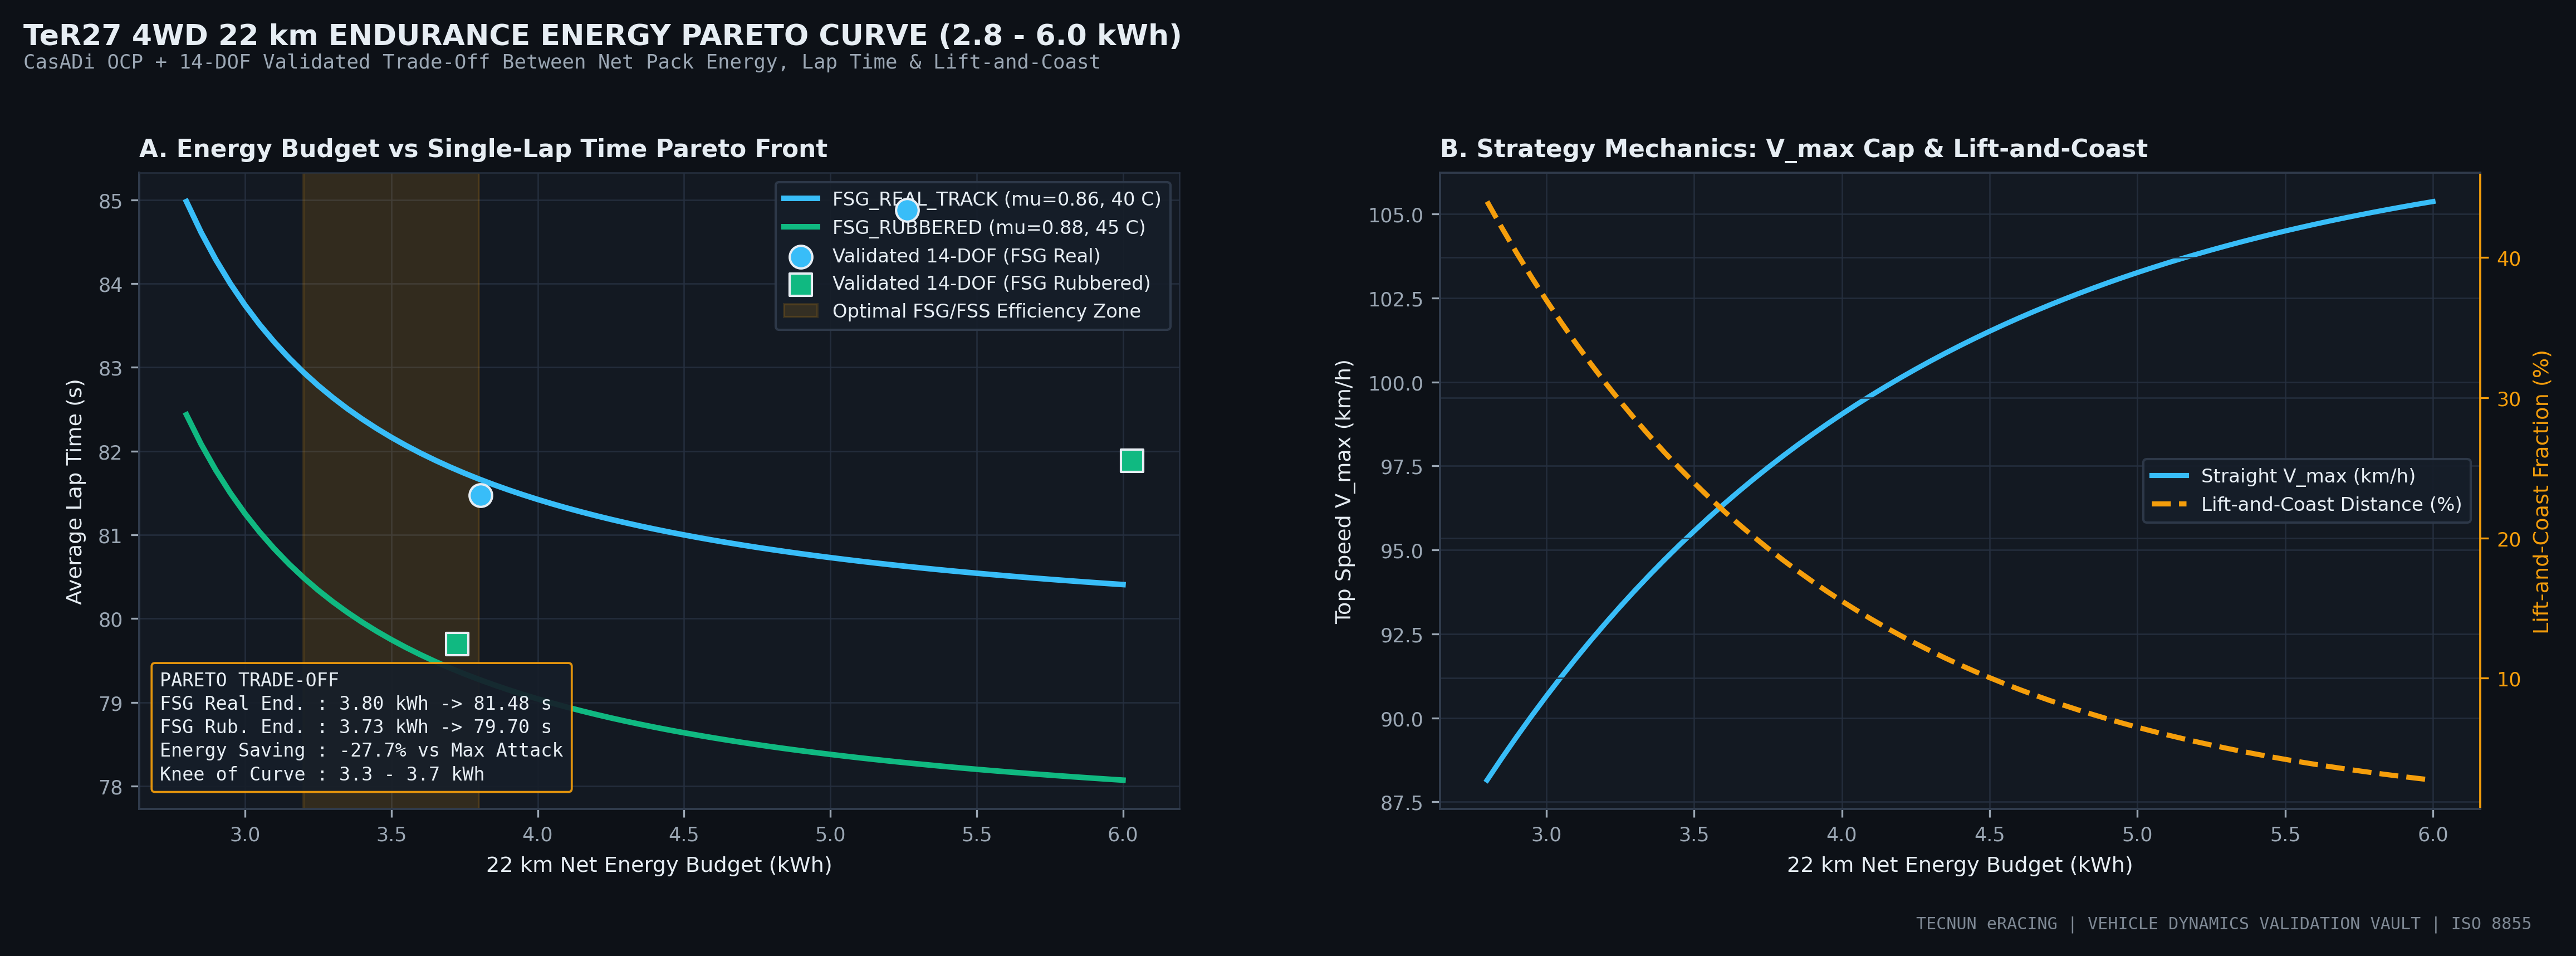 TeR27 4WD 22 km ENDURANCE ENERGY PARETO CURVE (2.8 - 6.0 kWh)
CasADi OCP + 14-DOF Validated Trade-Off Between Net Pack Energy, Lap Time & Lift-and-Coast
A. Energy Budget vs Single-Lap Time Pareto Front
Average Lap Time (s)
85
84
83
82
81
80
79
78
FSG_REAL_TRACK (mu=0.86, 40 C)
FSG_RUBBERED (mu=0.88, 45 C)
Validated 14-DOF (FSG Real)
Validated 14-DOF (FSG Rubbered)
Optimal FSG/FSS Efficiency Zone
PARETO TRADE-OFF
FSG Real End. : 3.80 kWh -> 81.48 s
FSG Rub. End. : 3.73 kWh -> 79.70 s
Energy Saving : -27.7% vs Max Attack
Knee of Curve : 3.3 - 3.7 kWh
3.0 3.5 4.0 4.5 5.0 5.5 6.0
22 km Net Energy Budget (kWh)
B. Strategy Mechanics: V_max Cap & Lift-and-Coast
Top Speed V_max (km/h)
105.0
102.5
100.0
97.5
95.0
92.5
90.0
87.5
Straight V_max (km/h)
Lift-and-Coast Distance (%)
40
30
20
10
Lift-and-Coast Fraction (%)
3.0 3.5 4.0 4.5 5.0 5.5 6.0
22 km Net Energy Budget (kWh)
TECNUN eRACING | VEHICLE DYNAMICS VALIDATION VAULT | ISO 8855